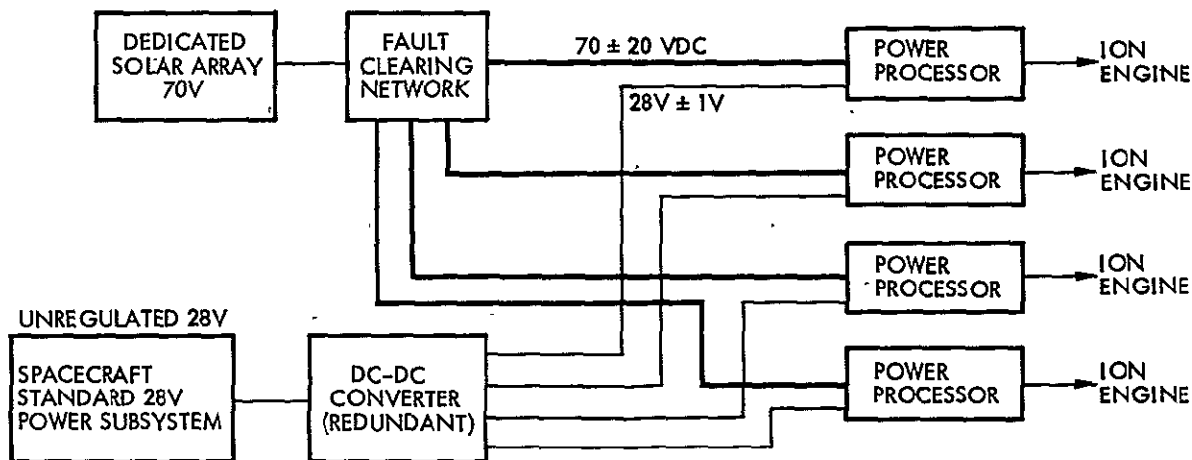 DEDICATED
SOLAR ARRAY
70V
FAULT
CLEARING
NETWORK
70 ± 20 VDC
28V ± 1V
POWER
PROCESSOR
ION
ENGINE
POWER
PROCESSOR
ION
ENGINE
POWER
PROCESSOR
ION
ENGINE
UNREGULATED 28V
SPACECRAFT
STANDARD 28V
POWER SUBSYSTEM
DC-DC
CONVERTER
(REDUNDANT)
POWER
PROCESSOR
ION
ENGINE